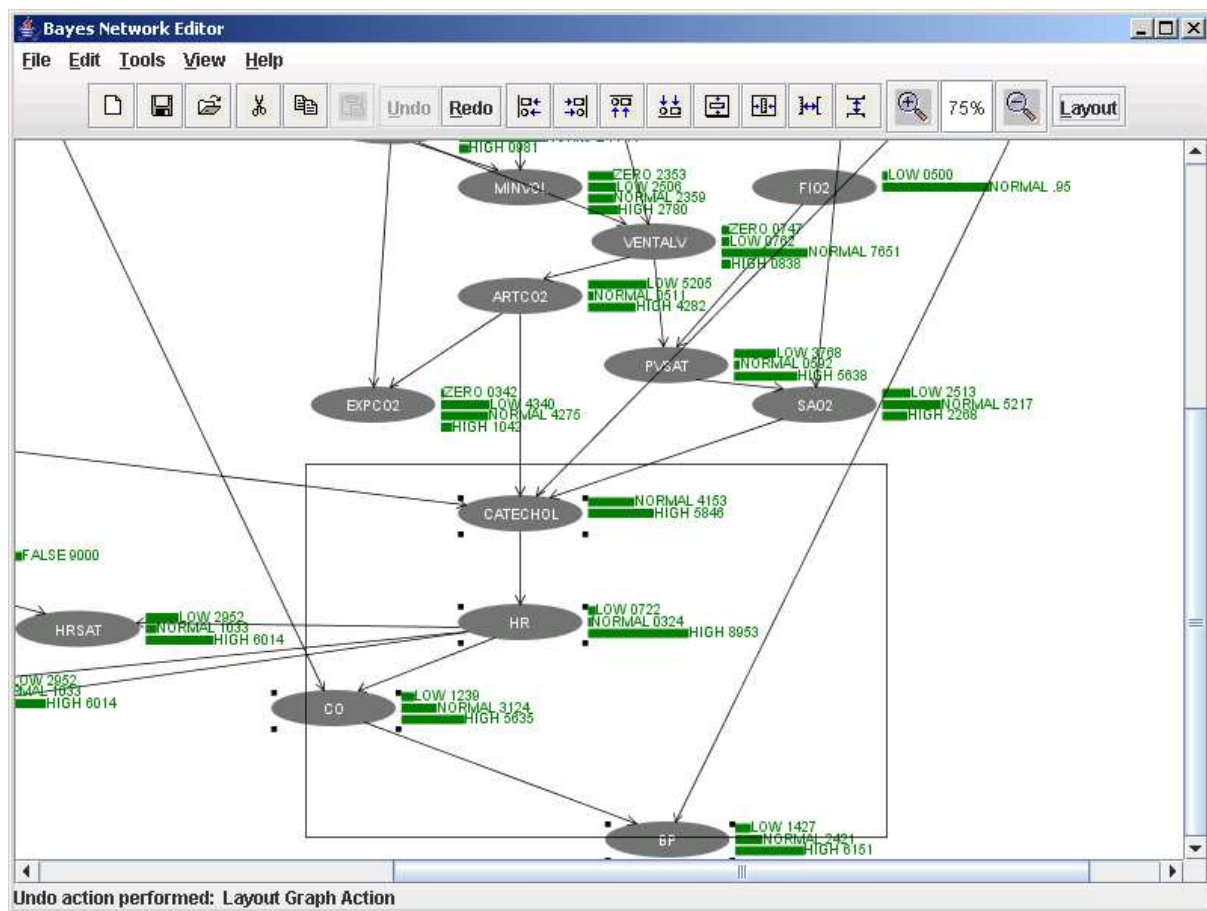 Bayes Network Editor
File Edit Tools View Help
Undo Redo 75% Layout
HIGH 0981
MINVOL
ZERO 2353
LOW 2506
NORMAL 2359
HIGH 2780
FIO2
LOW 0500
NORMAL .95
VENTALV
ZERO 0747
LOW 0762
NORMAL 7651
HIGH 0838
ARTCO2
LOW 5205
NORMAL 0511
HIGH 4282
PVSAT
LOW 3768
NORMAL 0592
HIGH 5638
EXPCO2
ZERO 0342
LOW 4340
NORMAL 4275
HIGH 1042
SAO2
LOW 2513
NORMAL 5217
HIGH 2268
CATECHOL
NORMAL 4153
HIGH 5846
FALSE 9000
HRSAT
LOW 2952
NORMAL 1033
HIGH 6014
HR
LOW 0722
NORMAL 0324
HIGH 8953
LOW 2952
RMAL 1033
HIGH 6014
CO
LOW 1239
NORMAL 3124
HIGH 5635
BP
LOW 1427
NORMAL 2421
HIGH 6151
Undo action performed: Layout Graph Action